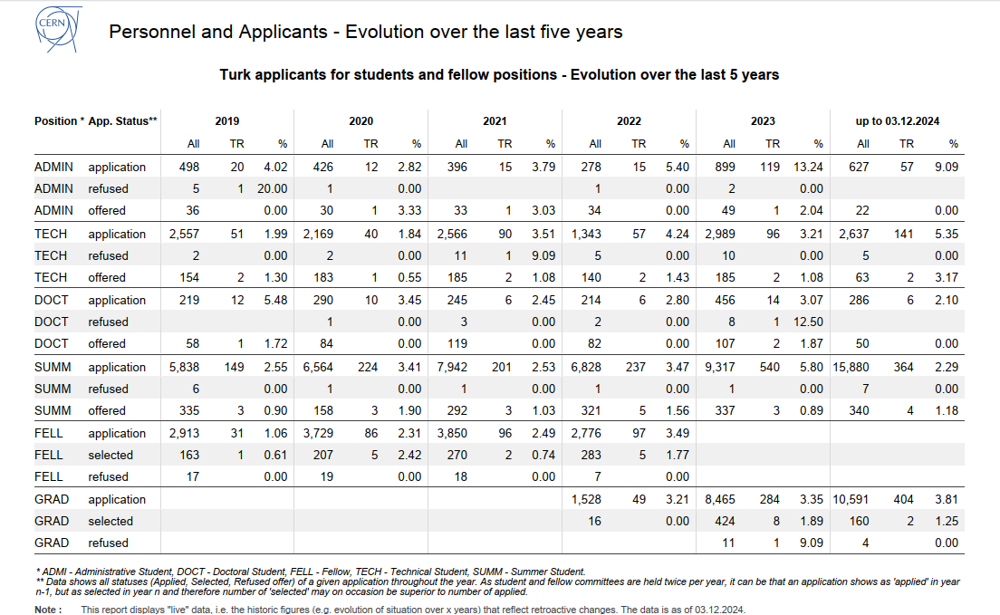 CERN
Personnel and Applicants - Evolution over the last five years
Turk applicants for students and fellow positions - Evolution over the last 5 years
Position * App. Status** 2019 2020 2021 2022 2023 up to 03.12.2024
All TR % All TR % All TR % All TR % All TR % All TR %
ADMIN application 498 20 4.02 426 12 2.82 396 15 3.79 278 15 5.40 899 119 13.24 627 57 9.09
ADMIN refused 5 1 20.00 1 0.00 1 0.00 2 0.00
ADMIN offered 36 0.00 30 1 3.33 33 1 3.03 34 0.00 49 1 2.04 22 0.00
TECH application 2,557 51 1.99 2,169 40 1.84 2,566 90 3.51 1,343 57 4.24 2,989 96 3.21 2,637 141 5.35
TECH refused 2 0.00 2 0.00 11 1 9.09 5 0.00 10 0.00 5 0.00
TECH offered 154 2 1.30 183 1 0.55 185 2 1.08 140 2 1.43 185 2 1.08 63 2 3.17
DOCT application 219 12 5.48 290 10 3.45 245 6 2.45 214 6 2.80 456 14 3.07 286 6 2.10
DOCT refused 1 0.00 3 0.00 2 0.00 8 1 12.50
DOCT offered 58 1 1.72 84 0.00 119 0.00 82 0.00 107 2 1.87 50 0.00
SUMM application 5,838 149 2.55 6,564 224 3.41 7,942 201 2.53 6,828 237 3.47 9,317 540 5.80 15,880 364 2.29
SUMM refused 6 0.00 1 0.00 1 0.00 1 0.00 1 0.00 7 0.00
SUMM offered 335 3 0.90 158 3 1.90 292 3 1.03 321 5 1.56 337 3 0.89 340 4 1.18
FELL application 2,913 31 1.06 3,729 86 2.31 3,850 96 2.49 2,776 97 3.49
FELL selected 163 1 0.61 207 5 2.42 270 2 0.74 283 5 1.77
FELL refused 17 0.00 19 0.00 18 0.00 7 0.00
GRAD application 1,528 49 3.21 8,465 284 3.35 10,591 404 3.81
GRAD selected 16 0.00 424 8 1.89 160 2 1.25
GRAD refused 11 1 9.09 4 0.00
* ADMI - Administrative Student, DOCT - Doctoral Student, FELL - Fellow, TECH - Technical Student, SUMM - Summer Student.
** Data shows all statuses (Applied, Selected, Refused offer) of a given application throughout the year. As student and fellow committees are held twice per year, it can be that an application shows as 'applied' in year
n-1, but as selected in year n and therefore number of 'selected' may on occasion be superior to number of applied.
Note : This report displays "live" data, i.e. the historic figures (e.g. evolution of situation over x years) that reflect retroactive changes. The data is as of 03.12.2024.